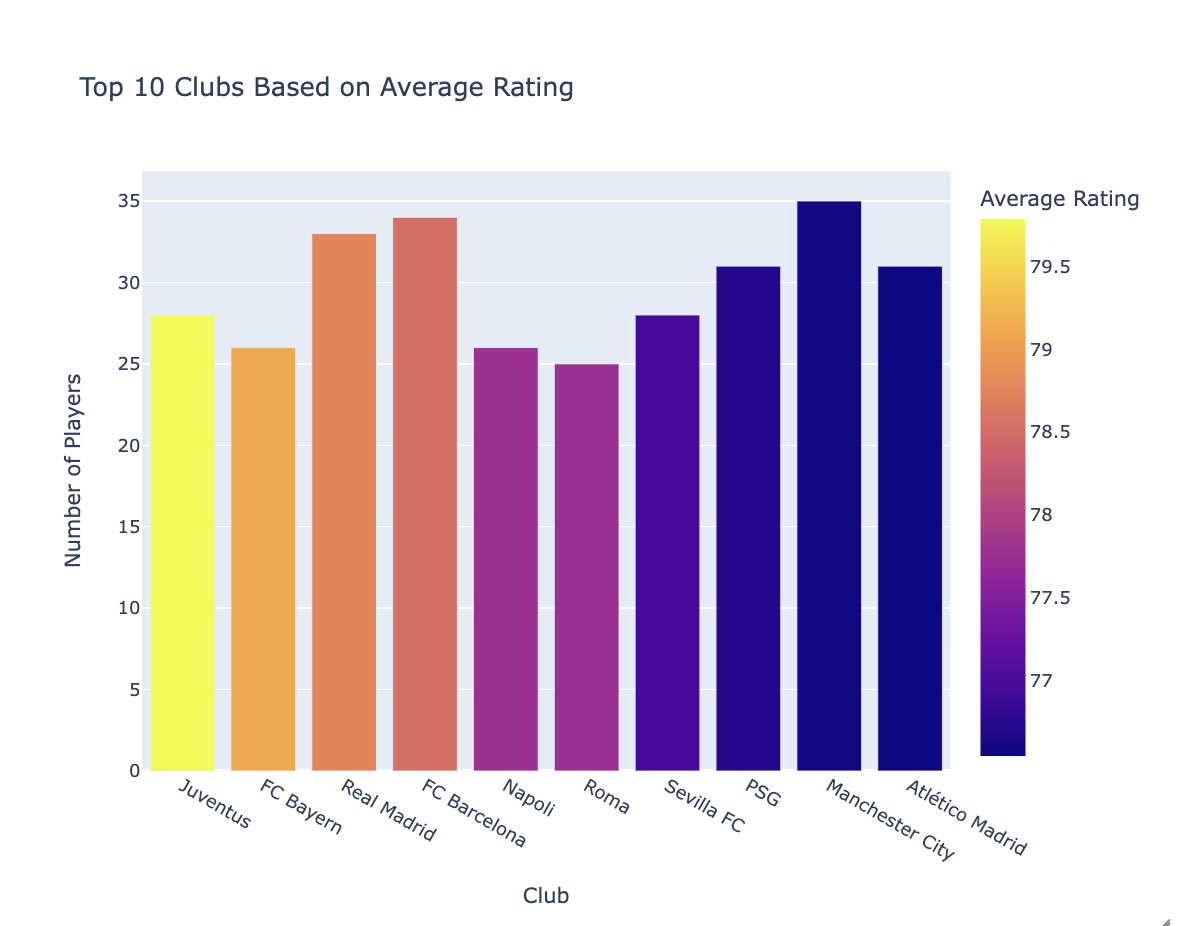 Top 10 Clubs Based on Average Rating
Average Rating
35
30
25
20
15
10
5
0
Number of Players
79.5
79
78.5
78
77.5
77
Juventus
FC Bayern
Real Madrid
FC Barcelona
Napoli
Roma
Sevilla FC
PSG
Manchester City
Atlético Madrid
Club